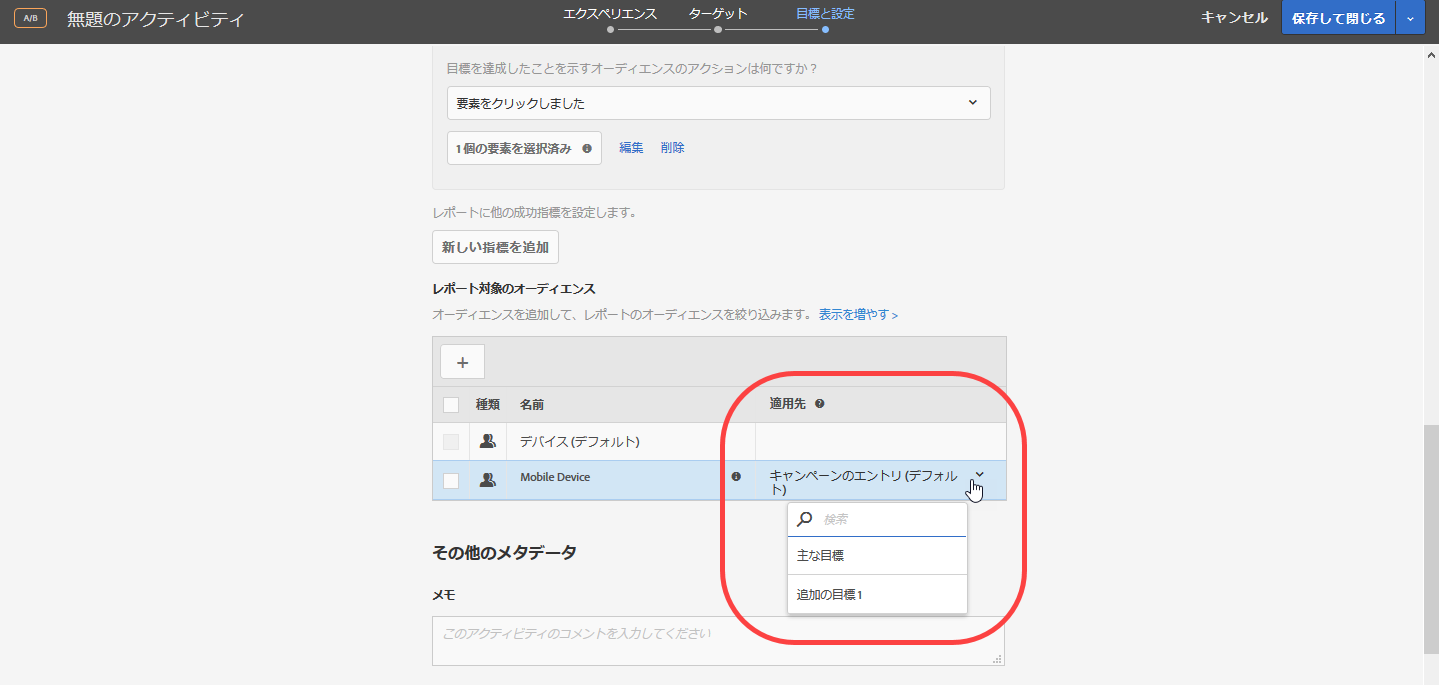 A/B
無題のアクティビティ
エクスペリエンス
ターゲット
目標と設定
キャンセル
保存して閉じる
目標を達成したことを示すオーディエンスのアクションは何ですか？
要素をクリックしました
1個の要素を選択済み
編集
削除
レポートに他の成功指標を設定します。
新しい指標を追加
レポート対象のオーディエンス
オーディエンスを追加して、レポートのオーディエンスを絞り込みます。 表示を増やす >
+
種類
名前
適用先
デバイス (デフォルト)
Mobile Device
キャンペーンのエントリ (デフォル
ト)
検索
主な目標
追加の目標1
その他のメタデータ
メモ
このアクティビティのコメントを入力してください